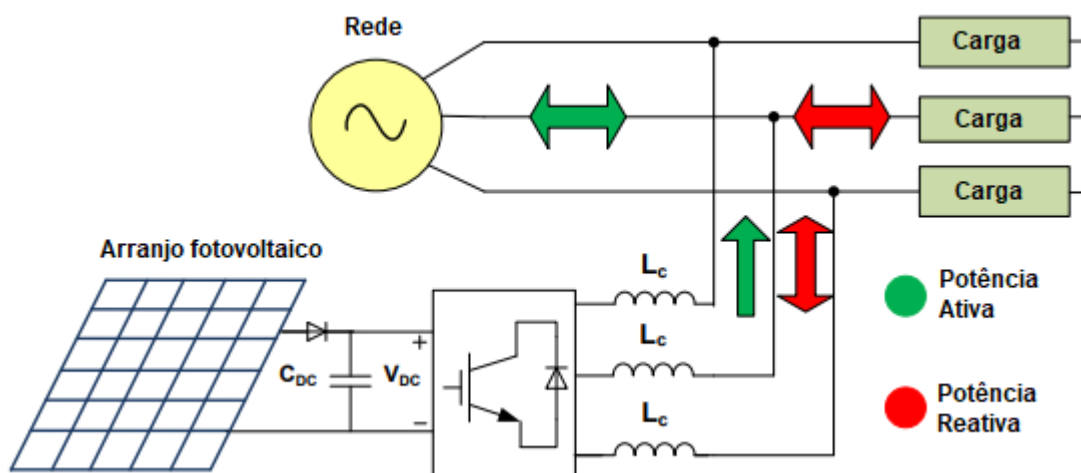 Rede
Carga
Carga
Carga
Arranjo fotovoltaico
Lc
Lc
Lc
CDC
+
VDC
−
Potência
Ativa
Potência
Reativa